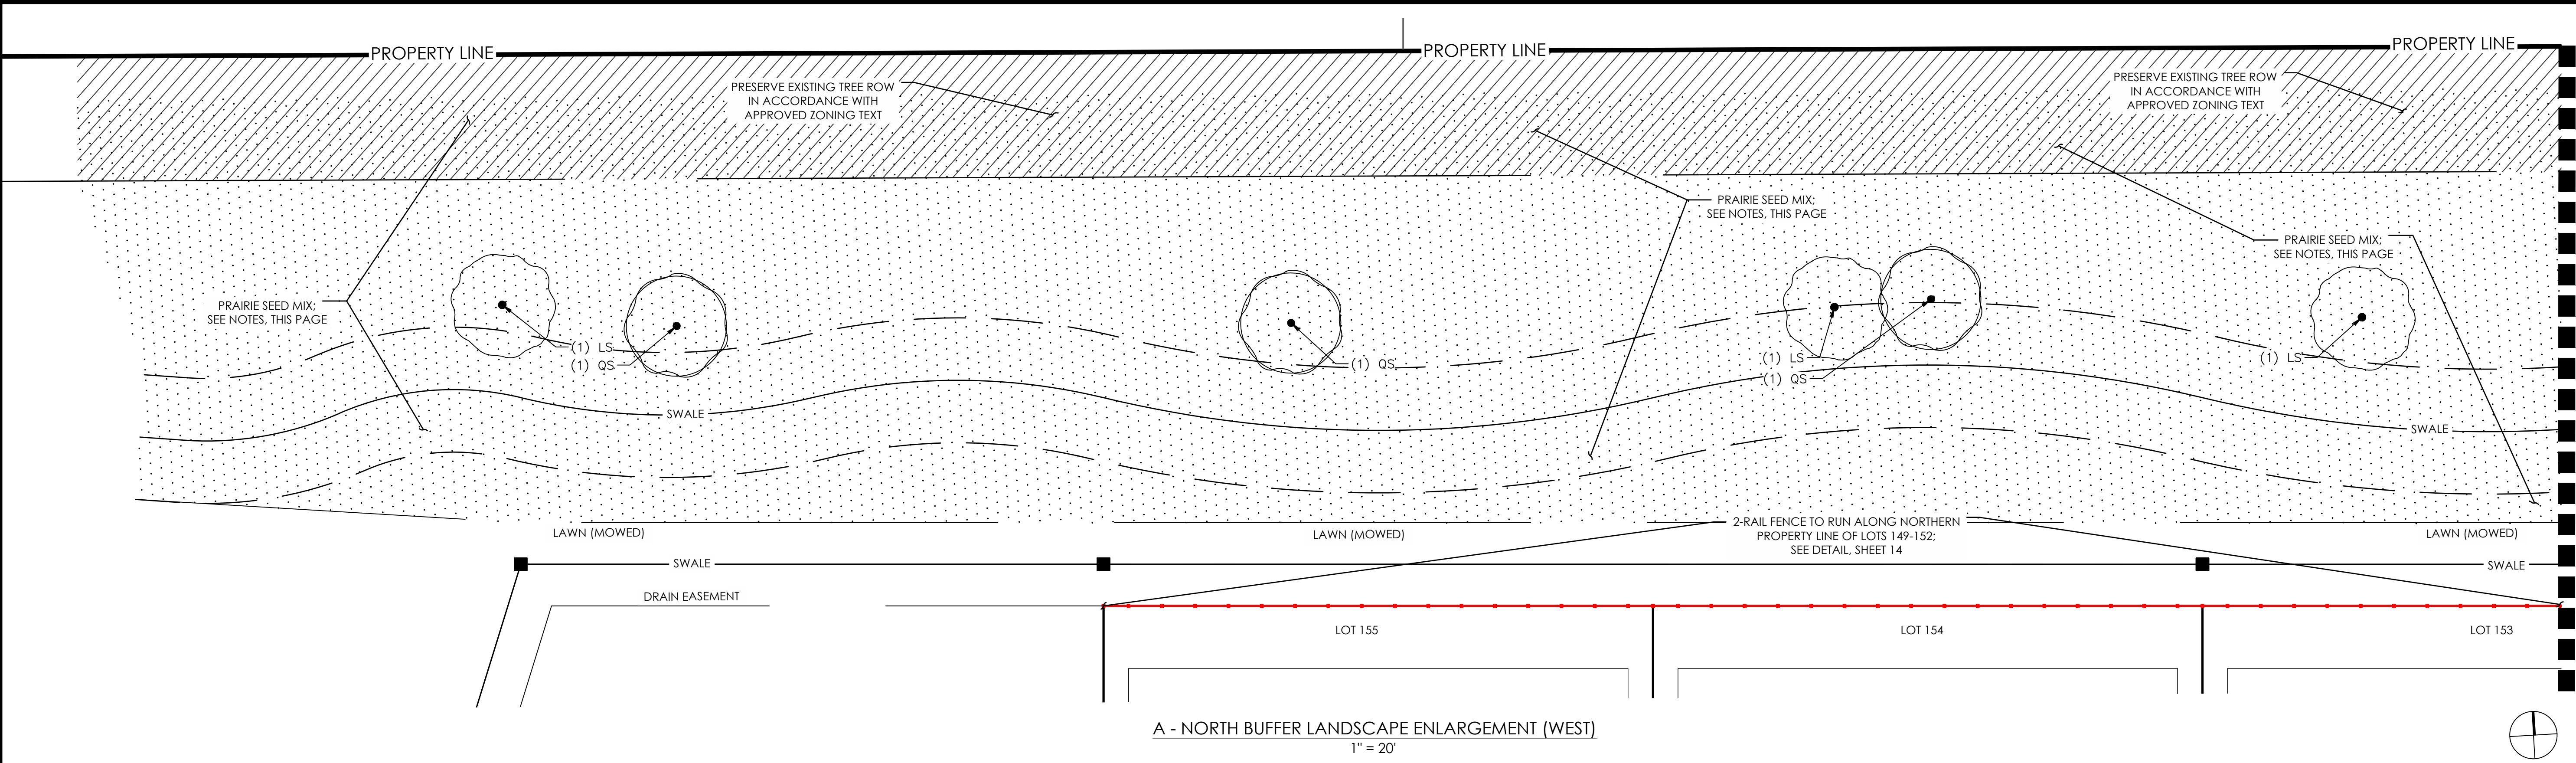 PROPERTY LINE
PROPERTY LINE
PROPERTY LINE
PRESERVE EXISTING TREE ROW
IN ACCORDANCE WITH
APPROVED ZONING TEXT
PRESERVE EXISTING TREE ROW
IN ACCORDANCE WITH
APPROVED ZONING TEXT
PRAIRIE SEED MIX;
SEE NOTES, THIS PAGE
PRAIRIE SEED MIX;
SEE NOTES, THIS PAGE
PRAIRIE SEED MIX;
SEE NOTES, THIS PAGE
(1) LS
(1) QS
(1) QS
(1) LS
(1) QS
(1) LS
SWALE
SWALE
LAWN (MOWED)
LAWN (MOWED)
2-RAIL FENCE TO RUN ALONG NORTHERN
PROPERTY LINE OF LOTS 149-152;
SEE DETAIL, SHEET 14
LAWN (MOWED)
SWALE
SWALE
DRAIN EASEMENT
LOT 155
LOT 154
LOT 153
A - NORTH BUFFER LANDSCAPE ENLARGEMENT (WEST)
1" = 20'